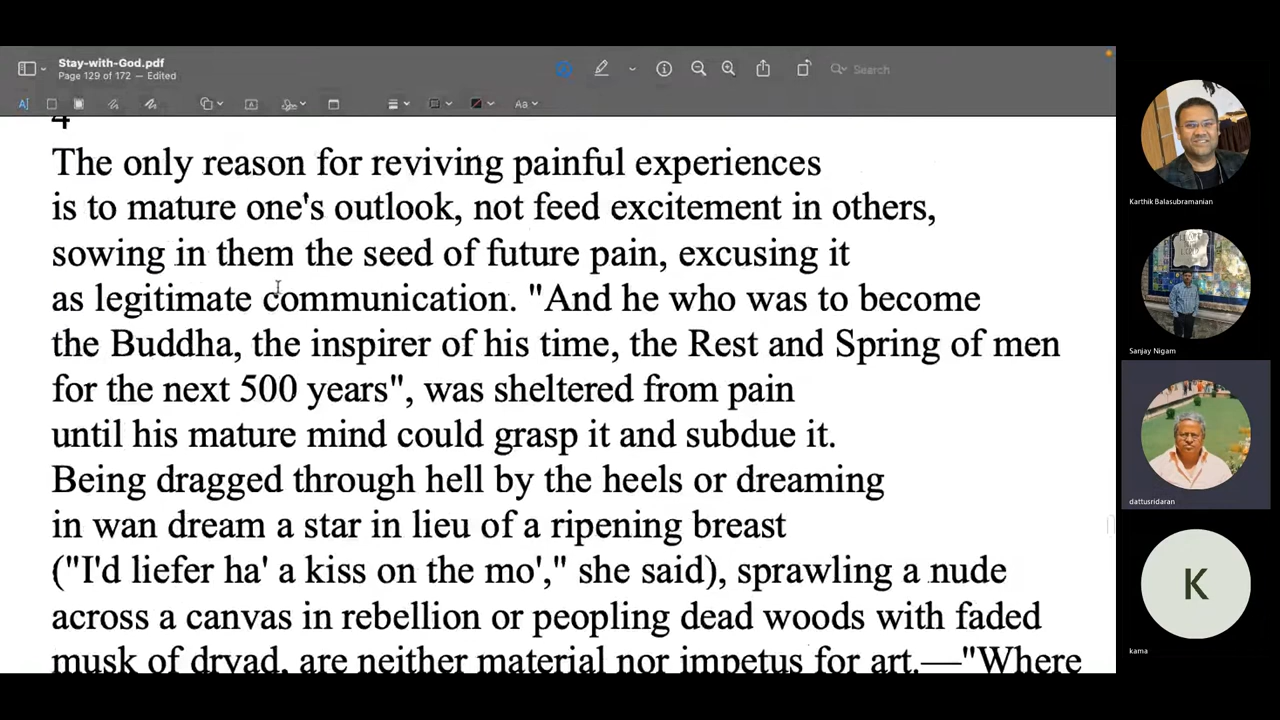 Stay-with-God.pdf
Page 129 of 172 — Edited
Search
Aa
4
The only reason for reviving painful experiences
is to mature one's outlook, not feed excitement in others,
sowing in them the seed of future pain, excusing it
as legitimate communication. "And he who was to become
the Buddha, the inspirer of his time, the Rest and Spring of men
for the next 500 years", was sheltered from pain
until his mature mind could grasp it and subdue it.
Being dragged through hell by the heels or dreaming
in wan dream a star in lieu of a ripening breast
("I'd liefer ha' a kiss on the mo'," she said), sprawling a nude
across a canvas in rebellion or peopling dead woods with faded
musk of dryad, are neither material nor impetus for art.—"Where
Karthik Balasubramanian
Sanjay Nigam
dattusridaran
K
kama